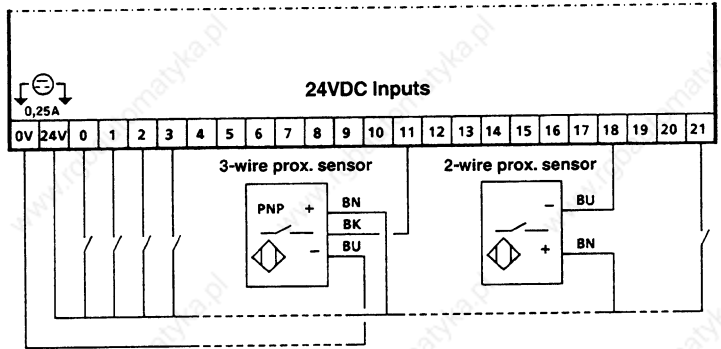 24VDC Inputs
0,25A
0V 24V 0 1 2 3 4 5 6 7 8 9 10 11 12 13 14 15 16 17 18 19 20 21
3-wire prox. sensor
2-wire prox. sensor
PNP + BN
BK
- BU
- BU
+ BN